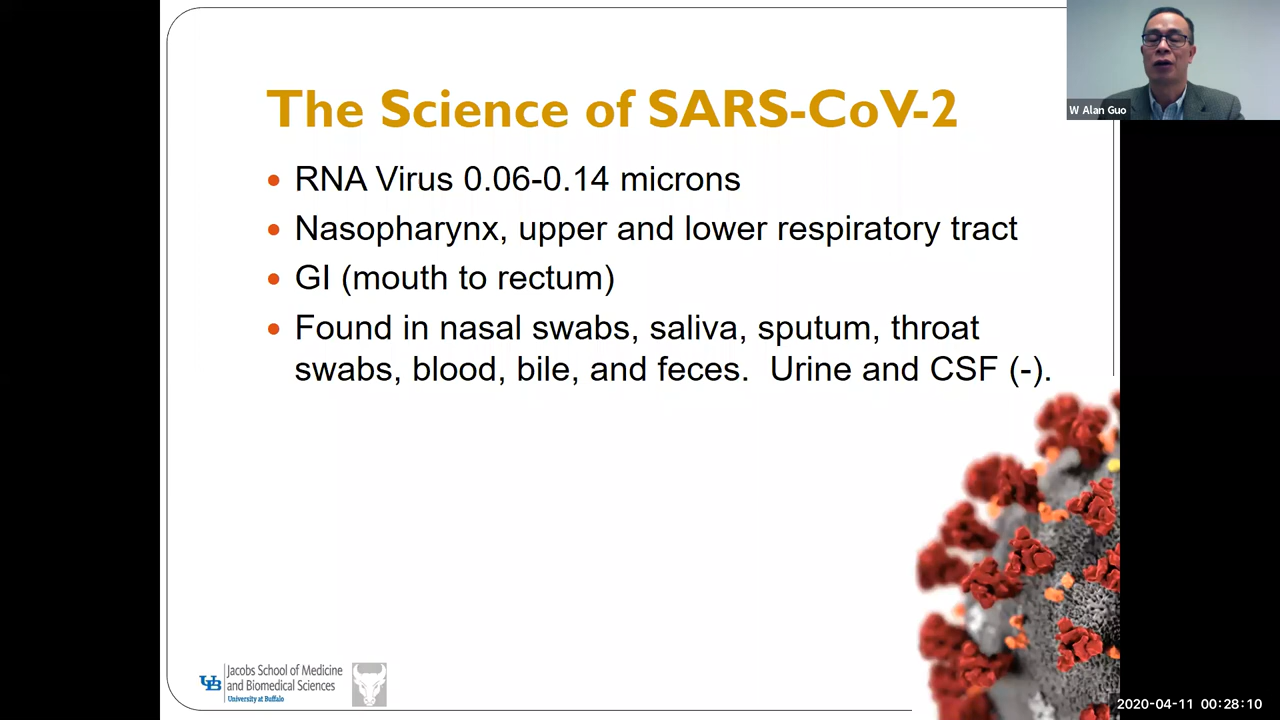 The Science of SARS-CoV-2
W Alan Guo
RNA Virus 0.06-0.14 microns
Nasopharynx, upper and lower respiratory tract
GI (mouth to rectum)
Found in nasal swabs, saliva, sputum, throat
swabs, blood, bile, and feces.  Urine and CSF (-).
UB
Jacobs School of Medicine
and Biomedical Sciences
University at Buffalo
2020-04-11 00:28:10